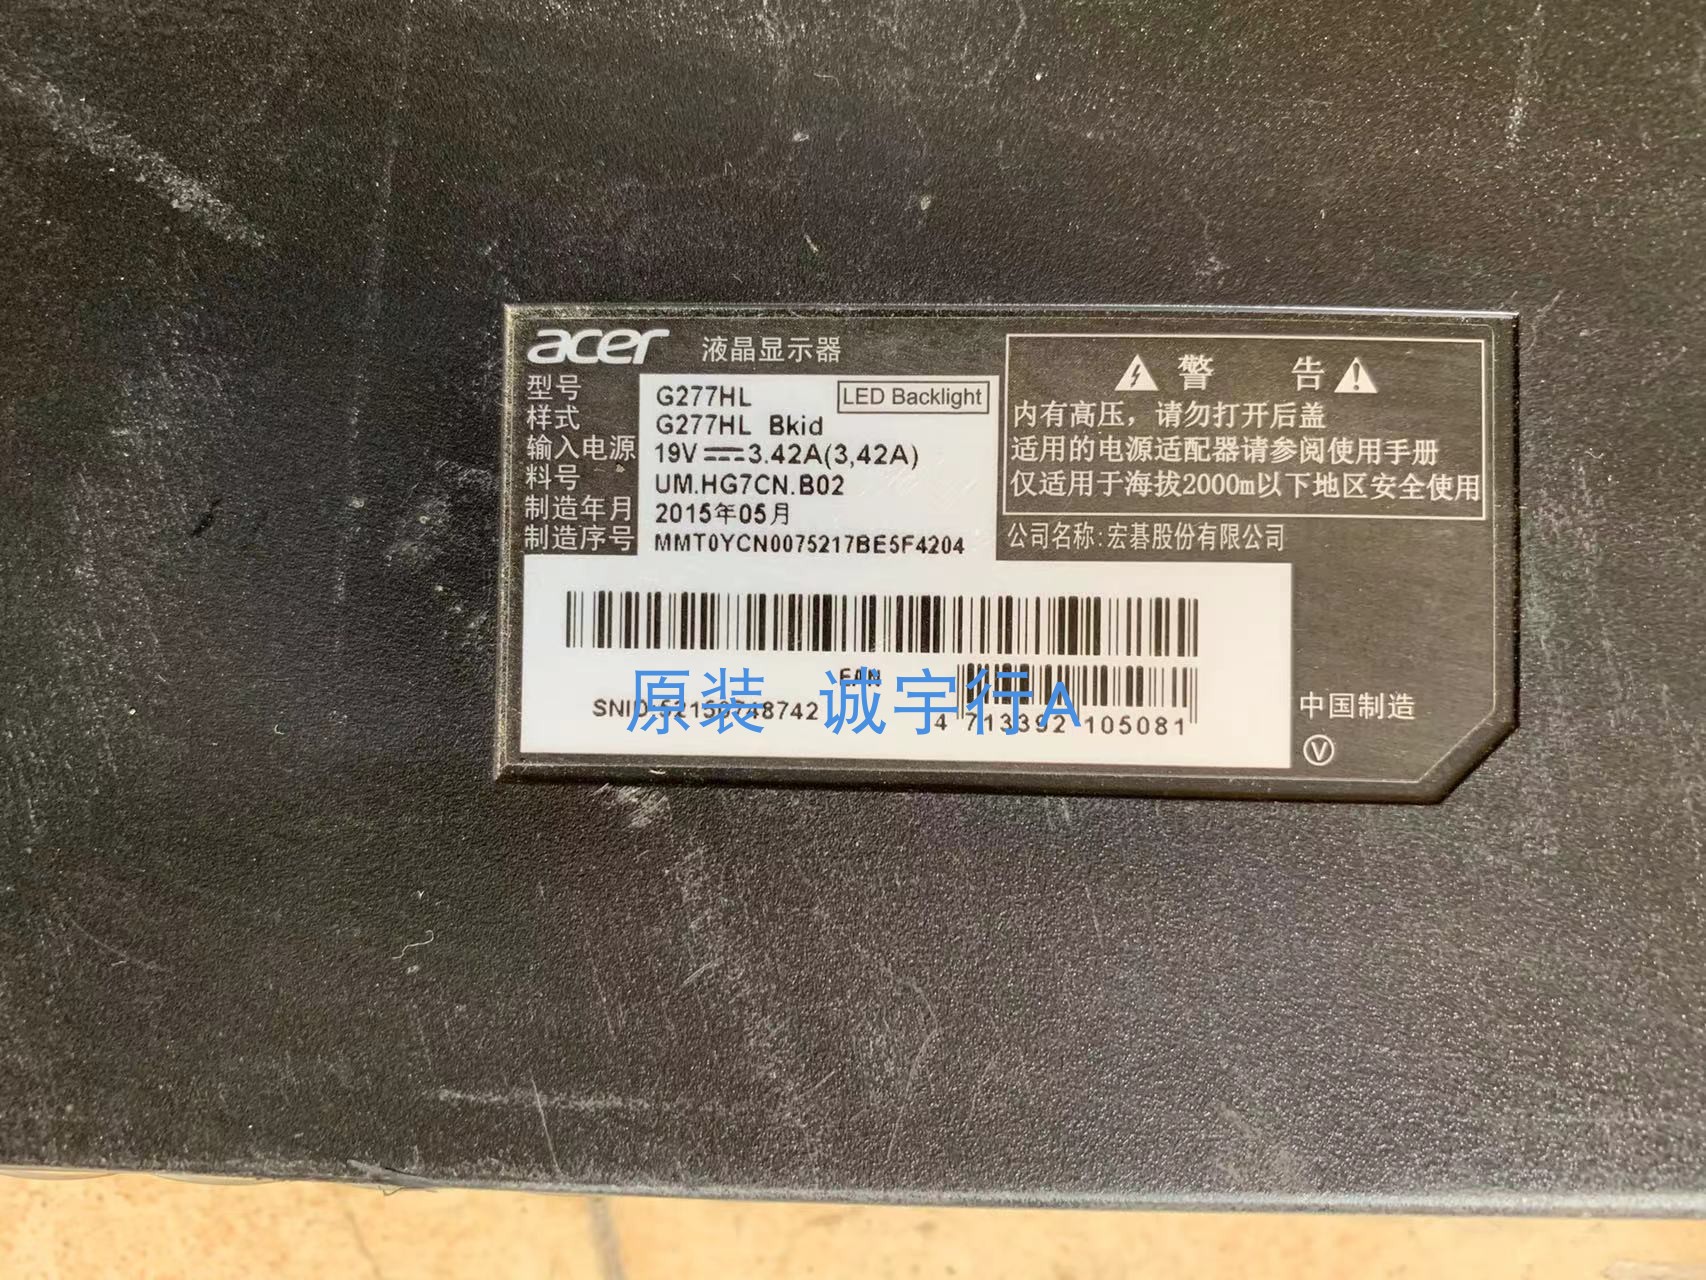 acer 液晶显示器
型号 G277HL LED Backlight
样式 G277HL Bkid
输入电源 19V 3.42A(3,42A)
料号 UM.HG7CN.B02
制造年月 2015年05月
制造序号 MMT0YCN0075217BE5F4204
警 告
内有高压，请勿打开后盖
适用的电源适配器请参阅使用手册
仅适用于海拔2000m以下地区安全使用
公司名称: 宏碁股份有限公司
EAN
SNID
4 713392 105081
原装 诚宇行A
中国制造
V